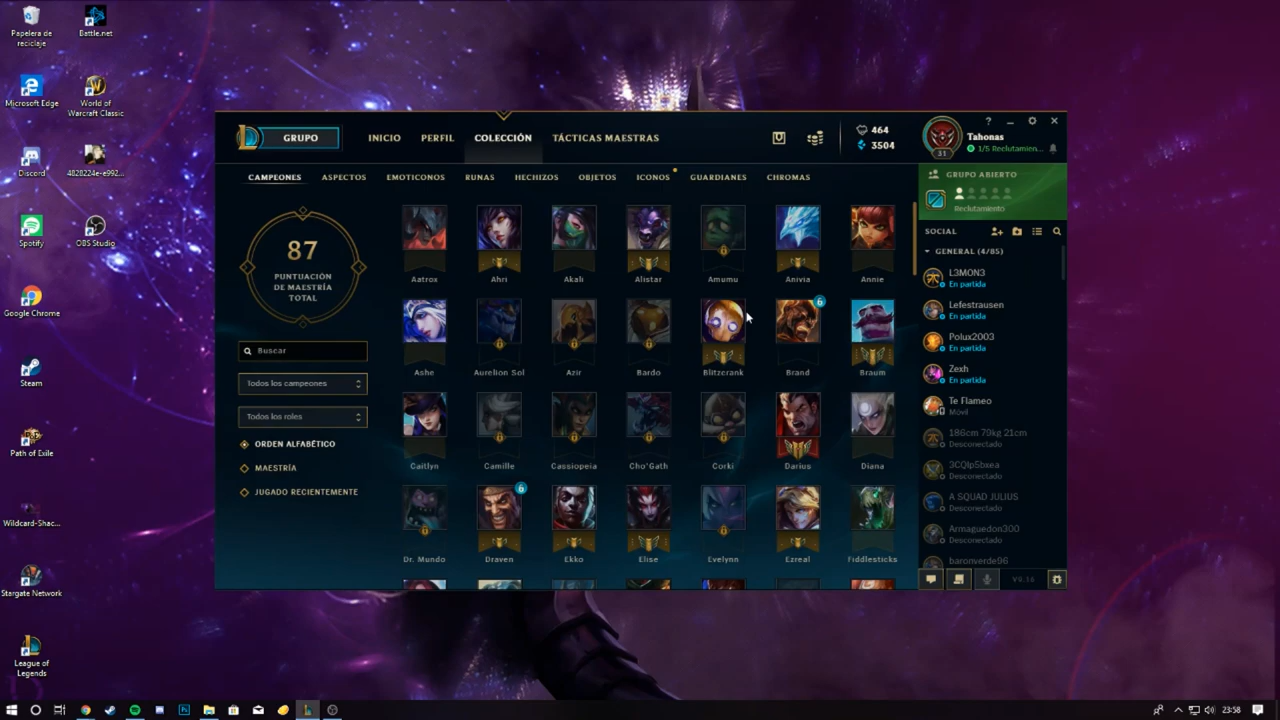 Papelera de
reciclaje
Battle.net
Microsoft Edge
World of
Warcraft Classic
Discord
4828224e-e992...
Spotify
OBS Studio
Google Chrome
Steam
Path of Exile
Wildcard-Shac...
Stargate Network
League of
Legends
GRUPO
INICIO
PERFIL
COLECCIÓN
TÁCTICAS MAESTRAS
464
3504
?
31
Tahonas
1/5 Reclutamien...
CAMPEONES
ASPECTOS
EMOTICONOS
RUNAS
HECHIZOS
OBJETOS
ICONOS
GUARDIANES
CHROMAS
87
PUNTUACIÓN
DE MAESTRÍA
TOTAL
Buscar
Todos los campeones
Todos los roles
ORDEN ALFABÉTICO
MAESTRÍA
JUGADO RECIENTEMENTE
Aatrox
Ahri
Akali
Alistar
Amumu
Anivia
Annie
6
Ashe
Aurelion Sol
Azir
Bardo
Blitzcrank
Brand
Braum
Caitlyn
Camille
Cassiopeia
Cho'Gath
Corki
Darius
Diana
6
Dr. Mundo
Draven
Ekko
Elise
Evelynn
Ezreal
Fiddlesticks
GRUPO ABIERTO
Reclutamiento
SOCIAL
GENERAL (4/85)
L3MON3
En partida
Lefestrausen
En partida
Polux2003
En partida
Zexh
En partida
Te Flameo
Móvil
186cm 79kg 21cm
Desconectado
3CQlp5bxea
Desconectado
A SQUAD JULIUS
Desconectado
Armaguedon300
Desconectado
baronverde96
V9.16
Ps
23:58